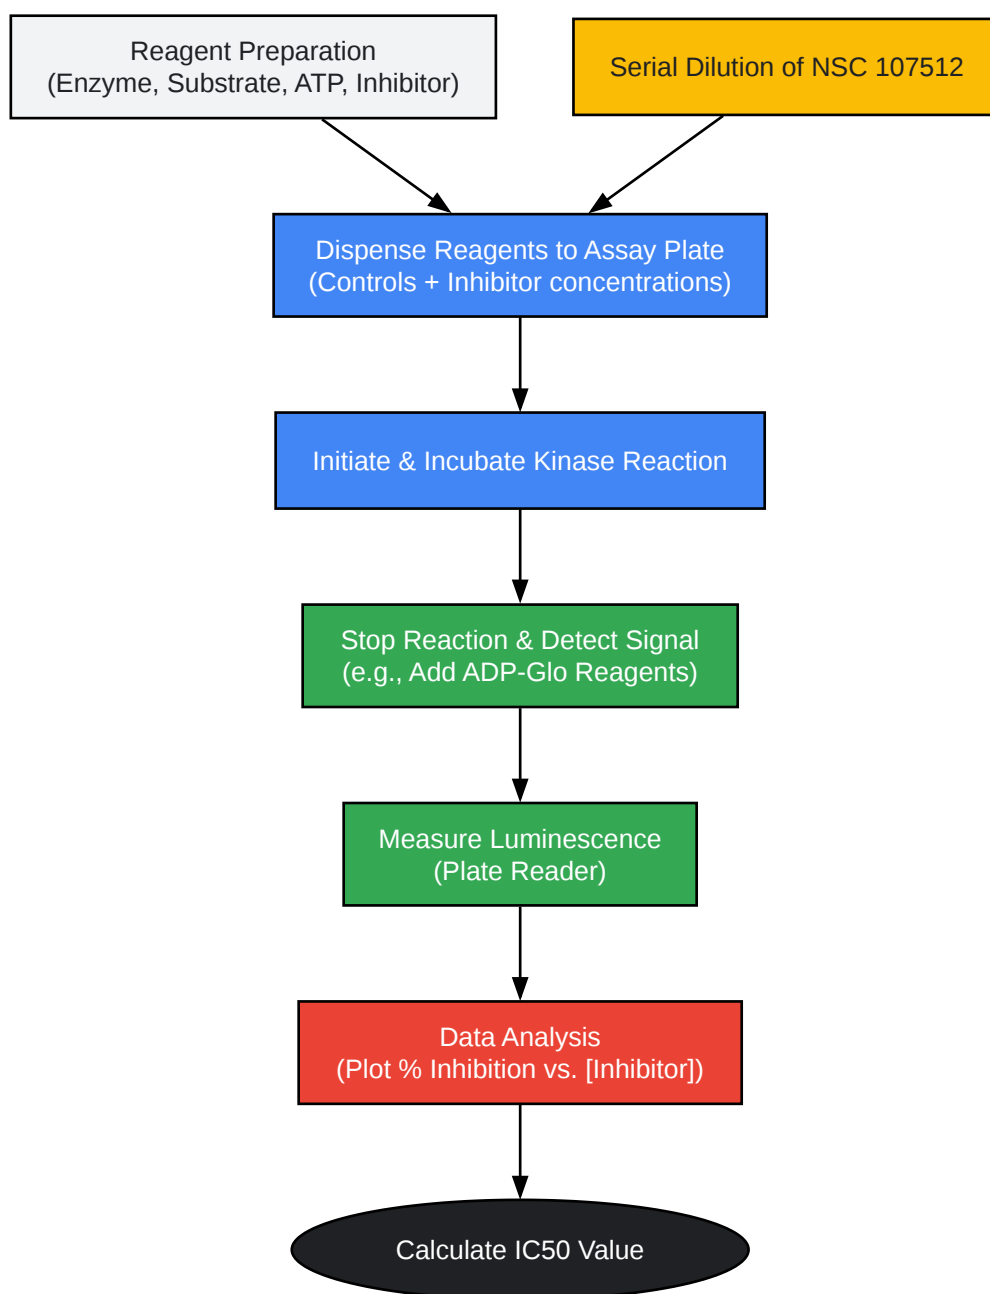 Reagent Preparation
(Enzyme, Substrate, ATP, Inhibitor)
Serial Dilution of NSC 107512
Dispense Reagents to Assay Plate
(Controls + Inhibitor concentrations)
Initiate & Incubate Kinase Reaction
Stop Reaction & Detect Signal
(e.g., Add ADP-Glo Reagents)
Measure Luminescence
(Plate Reader)
Data Analysis
(Plot % Inhibition vs. [Inhibitor])
Calculate IC50 Value